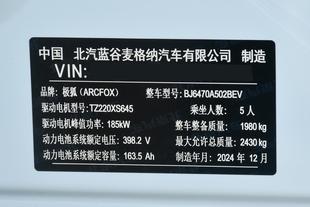 中国 北汽蓝谷麦格纳汽车有限公司 制造
VIN:
品牌：极狐（ARCFOX） 整车型号：BJ6470A502BEV
驱动电机型号：TZ220XS645 乘坐人数：5人
驱动电机峰值功率：185kW 整车整备质量：1980kg
动力电池系统额定电压：398.2 V 最大允许总质量：2430kg
动力电池系统额定容量：163.5 Ah 制造年月：2024 年 12 月